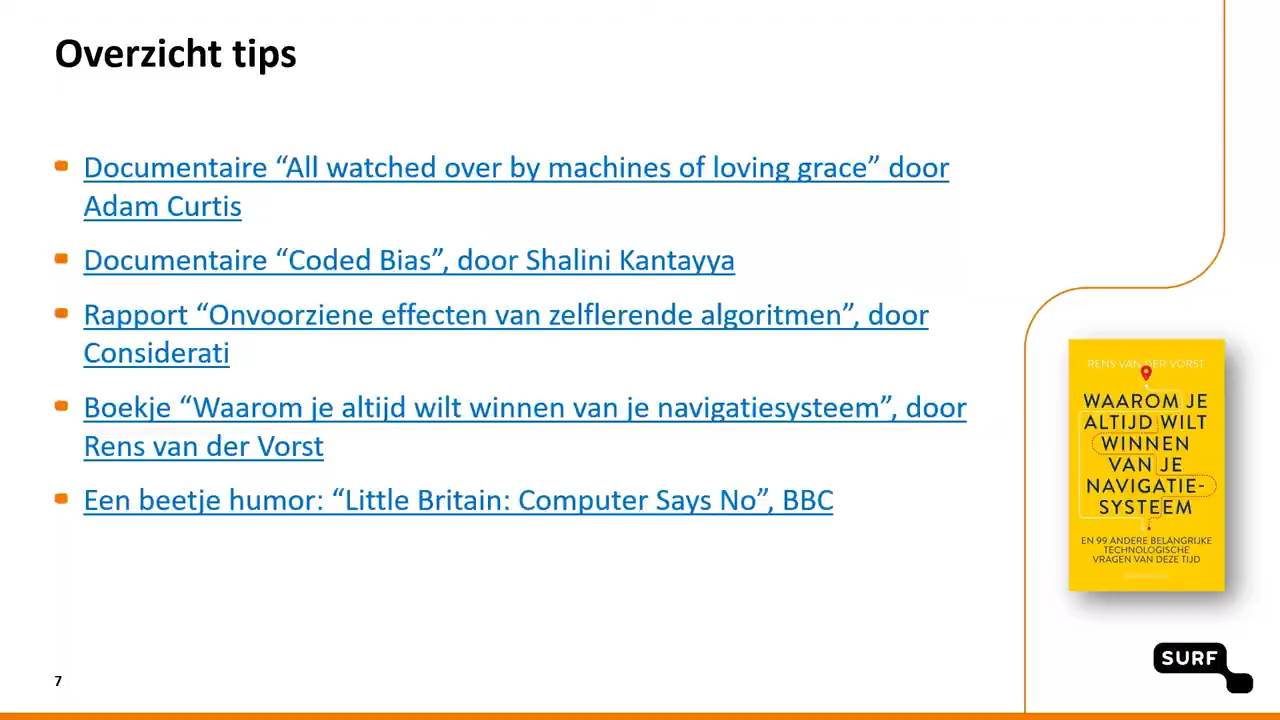 Overzicht tips
Documentaire “All watched over by machines of loving grace” door
Adam Curtis
Documentaire “Coded Bias”, door Shalini Kantayya
Rapport “Onvoorziene effecten van zelflerende algoritmen”, door
Considerati
Boekje “Waarom je altijd wilt winnen van je navigatiesysteem”, door
Rens van der Vorst
Een beetje humor: “Little Britain: Computer Says No”, BBC
RENS VAN DER VORST
WAAROM JE
ALTIJD WILT
WINNEN
VAN JE
NAVIGATIE-
SYSTEEM
EN 99 ANDERE BELANGRIJKE
TECHNOLOGISCHE
VRAGEN VAN DEZE TIJD
SURF
7